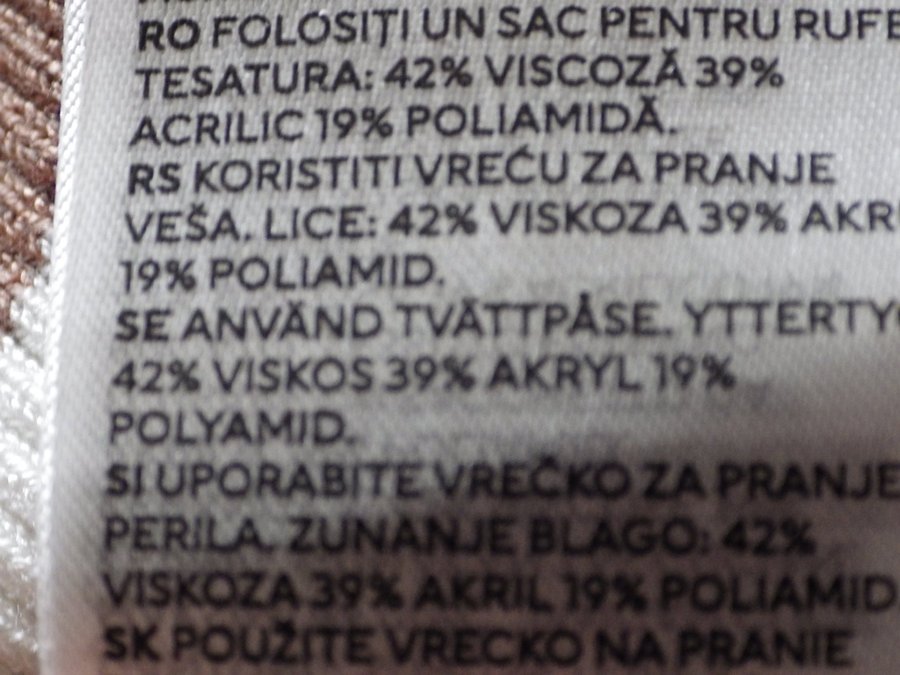 RO FOLOSIȚI UN SAC PENTRU RUFE
TESATURA: 42% VISCOZĂ 39%
ACRILIC 19% POLIAMIDĂ.
RS KORISTITI VREĆU ZA PRANJE
VEŠA. LICE: 42% VISKOZA 39% AKR
19% POLIAMID.
SE ANVÄND TVÄTTPÅSE. YTTERTY
42% VISKOS 39% AKRYL 19%
POLYAMID.
SI UPORABITE VREČKO ZA PRANJE
PERILA. ZUNANJE BLAGO: 42%
VISKOZA 39% AKRIL 19% POLIAMID
SK POUŽITE VRECKO NA PRANIE